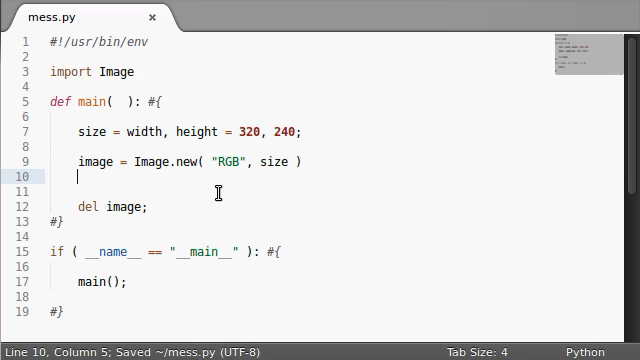 mess.py ×
1 #!/usr/bin/env
2
3 import Image
4
5 def main(  ): #{
6
7 size = width, height = 320, 240;
8
9 image = Image.new( "RGB", size )
10
11
12 del image;
13 #}
14
15 if ( __name__ == "__main__" ): #{
16
17 main();
18
19 #}
Line 10, Column 5; Saved ~/mess.py (UTF-8) Tab Size: 4 Python